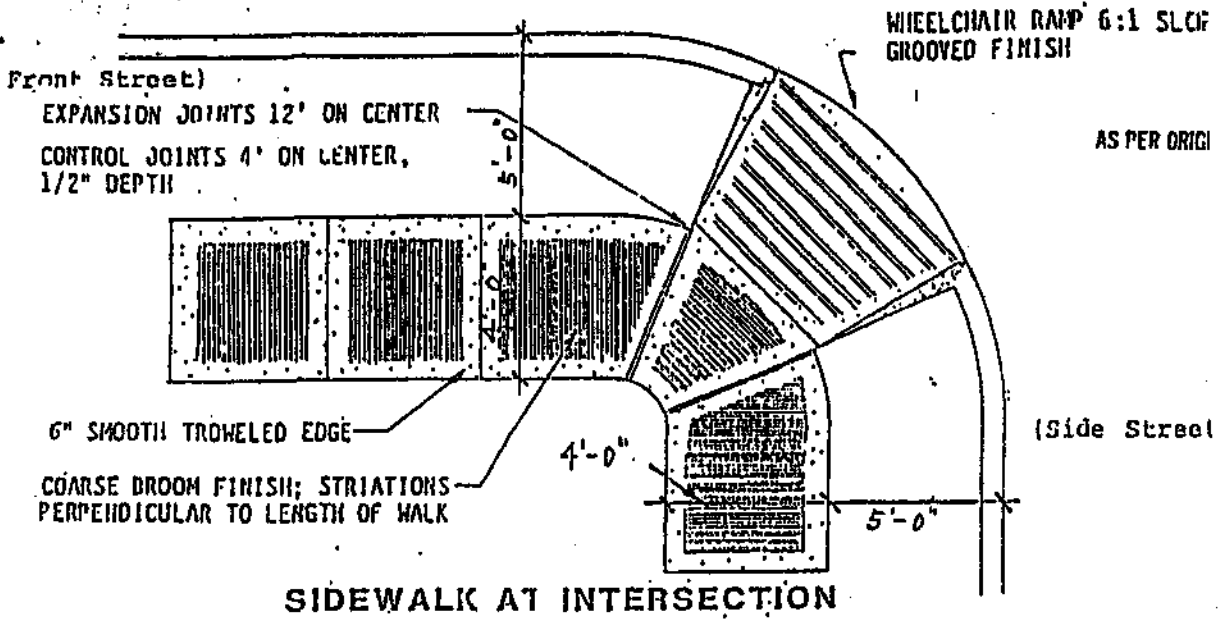 WHEELCHAIR RAMP 6:1
GROOVED FINISH
Front Street)
EXPANSION JOINTS 12' ON CENTER
CONTROL JOINTS 4' ON CENTER,
1/2" DEPTH
AS PER
5'-0"
4'-0"
6" SMOOTH TROWELED EDGE
4'-0"
(Side Street
COARSE BROOM FINISH; STRIATIONS
PERPENDICULAR TO LENGTH OF WALK
5'-0"
SIDEWALK AT INTERSECTION